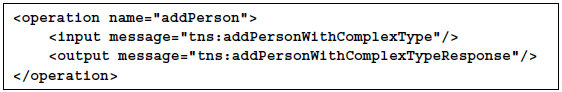 <operation name="addPerson">
    <input message="tns:addPersonWithComplexType"/>
    <output message="tns:addPersonWithComplexTypeResponse"/>
</operation>